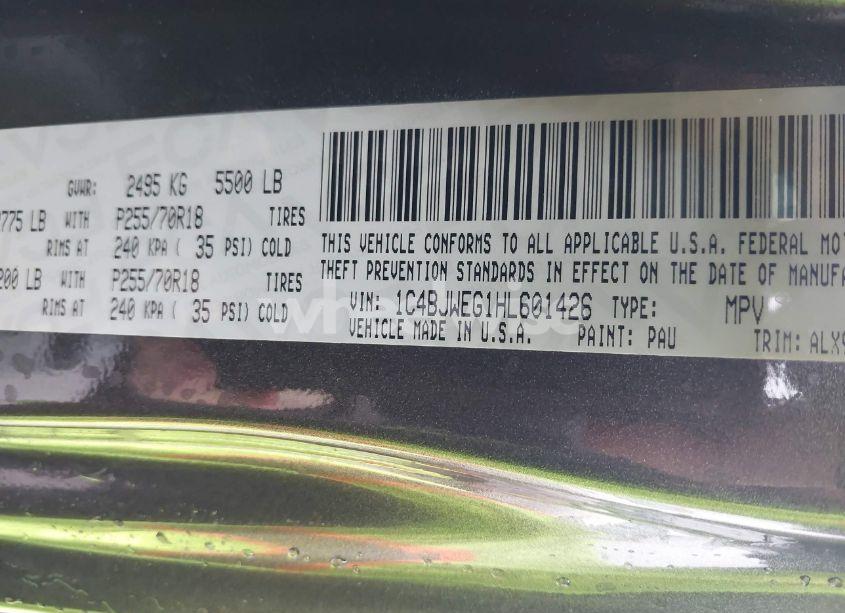 GVWR: 2495 KG 5500 LB
775 LB WITH P255/70R18 TIRES
RIMS AT 240 KPA ( 35 PSI) COLD
200 LB WITH P255/70R18 TIRES
RIMS AT 240 KPA ( 35 PSI) COLD
THIS VEHICLE CONFORMS TO ALL APPLICABLE U.S.A. FEDERAL MOT
THEFT PREVENTION STANDARDS IN EFFECT ON THE DATE OF MANUFA
VIN: 1C4BJWEG1HL601426 TYPE: MPV
VEHICLE MADE IN U.S.A. PAINT: PAU TRIM: ALX9